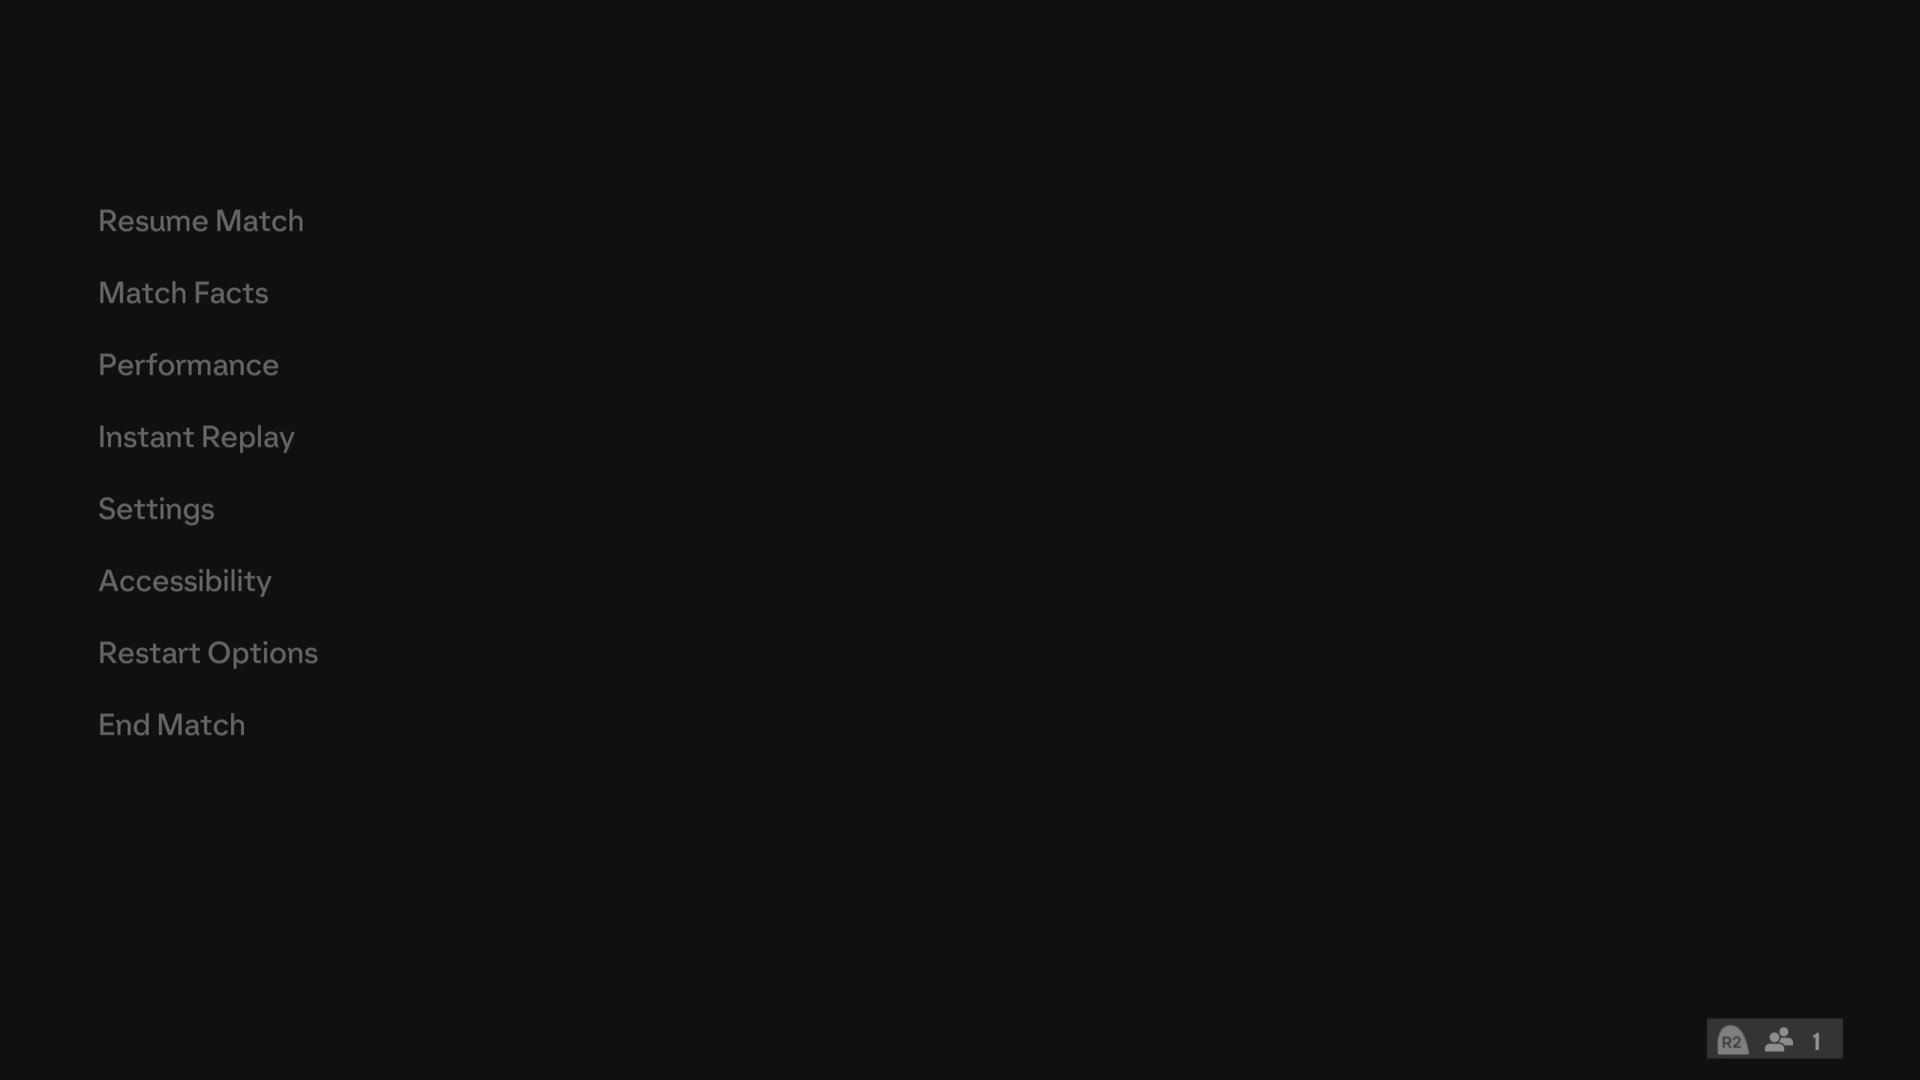 Resume Match
Match Facts
Performance
Instant Replay
Settings
Accessibility
Restart Options
End Match
R2 1